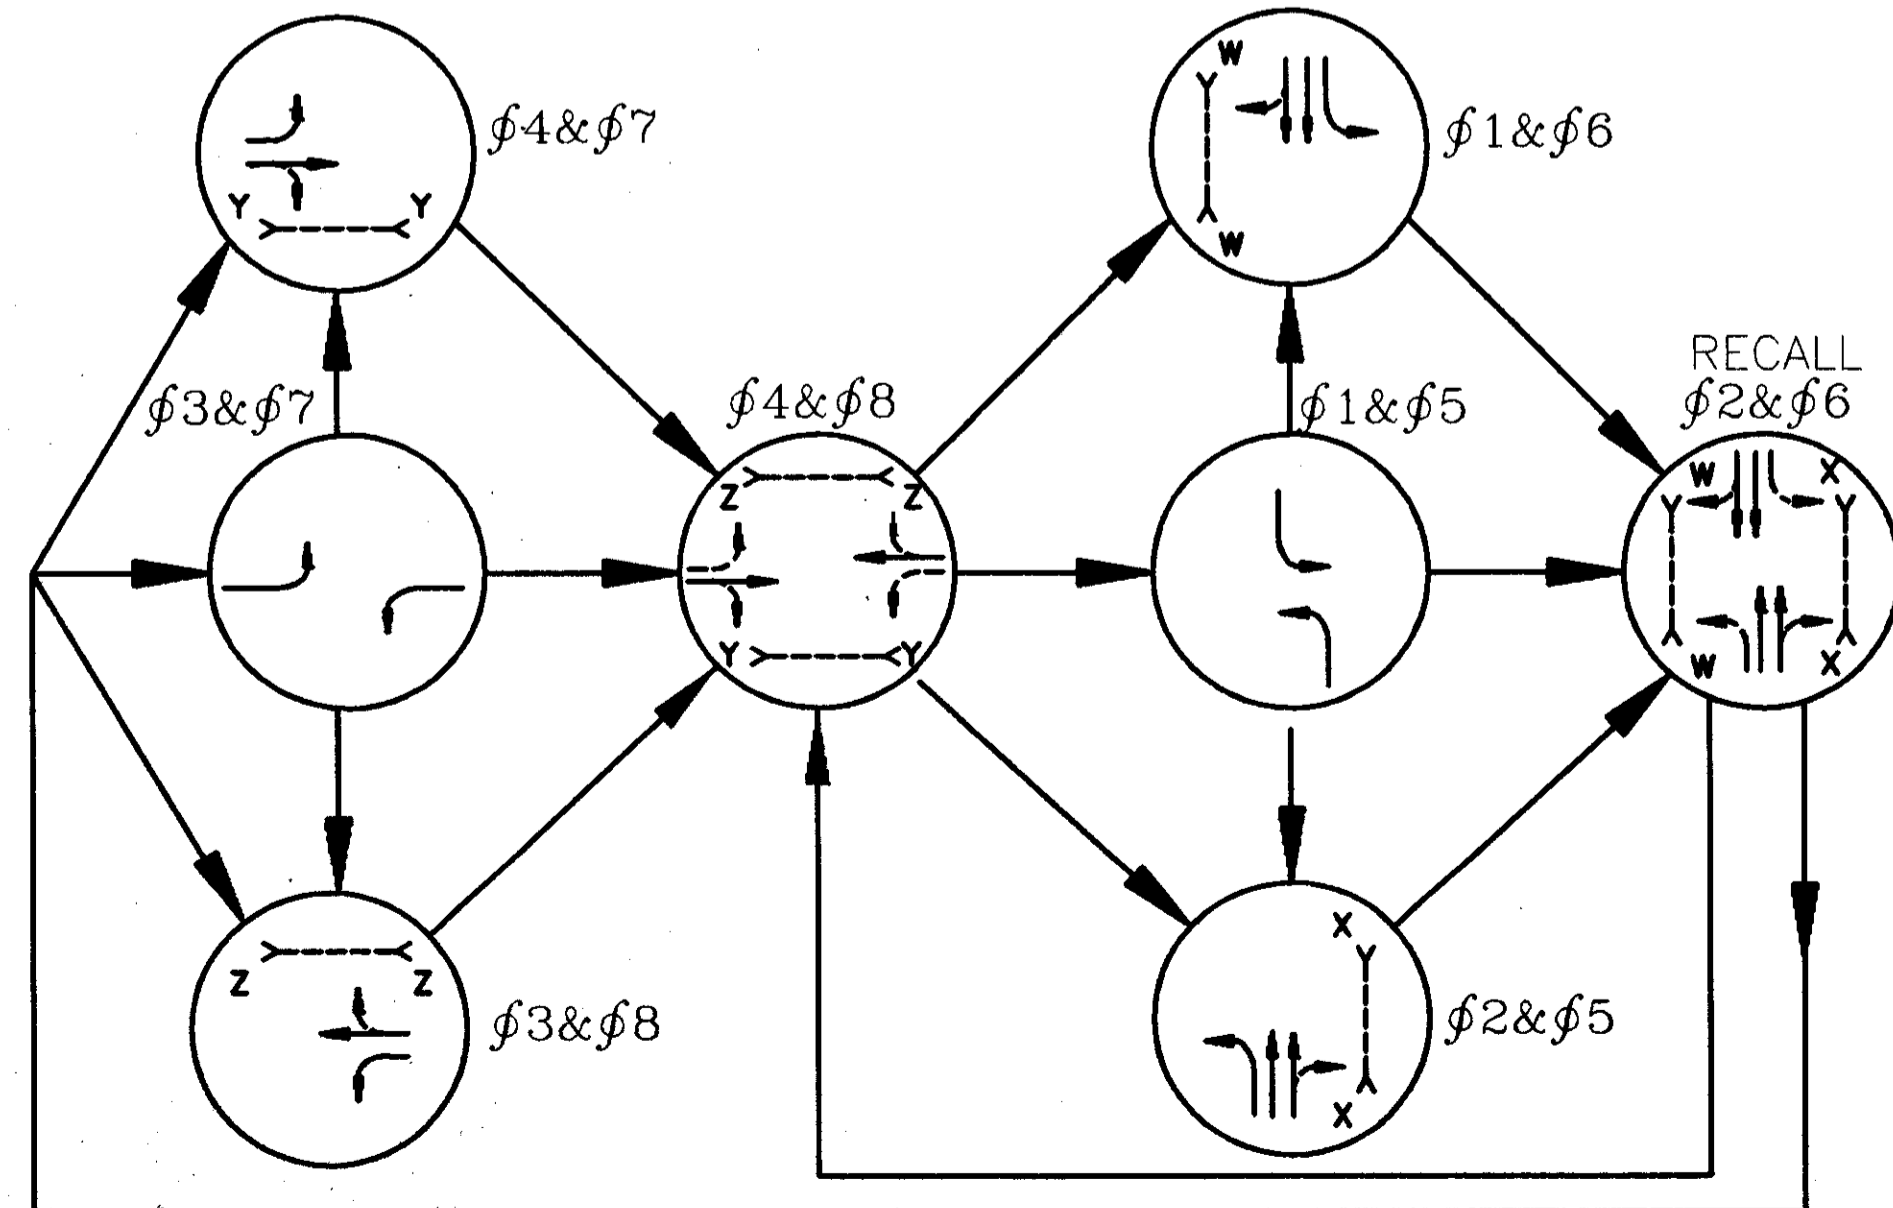 W
∮4&∮7
∮1&∮6
Y Y
W
RECALL
∮3&∮7
∮4&∮8
∮1&∮5
∮2&∮6
Z Z
W X
Y Y
W X
X
Z Z
∮3&∮8
∮2&∮5
X